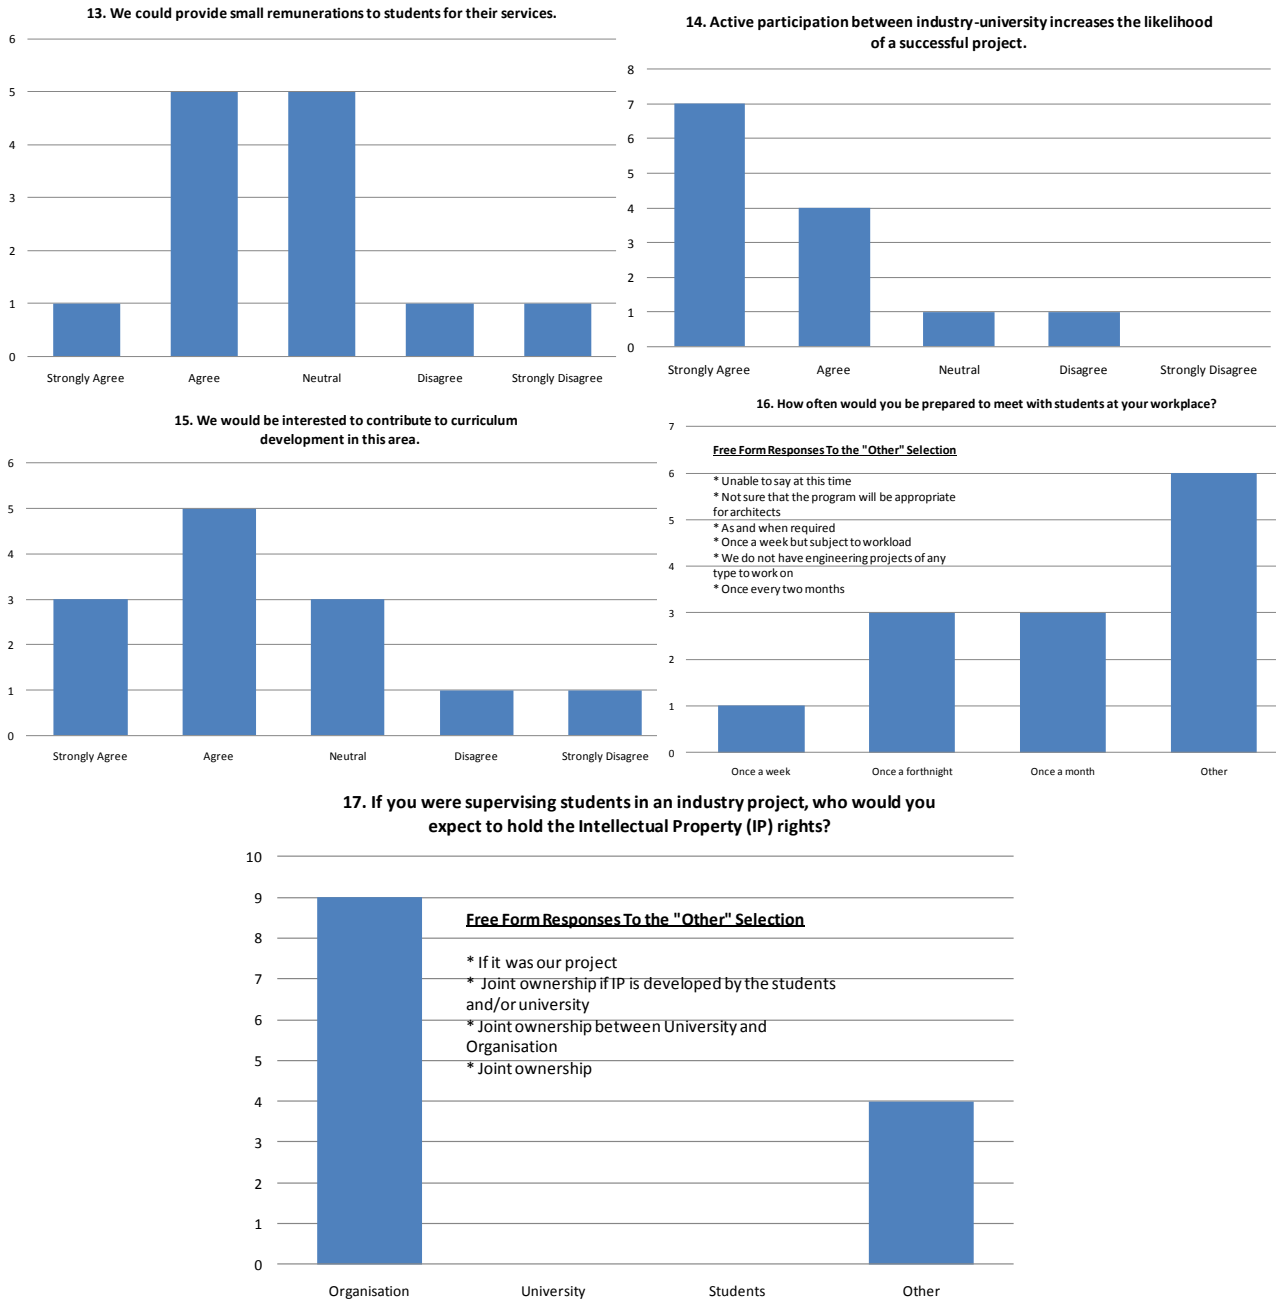 13. We could provide small remunerations to students for their services.
6
5
4
3
2
1
0
Strongly Agree
Agree
Neutral
Disagree
Strongly Disagree
14. Active participation between industry-university increases the likelihood
of a successful project.
8
7
6
5
4
3
2
1
0
Strongly Agree
Agree
Neutral
Disagree
Strongly Disagree
15. We would be interested to contribute to curriculum
development in this area.
6
5
4
3
2
1
0
Strongly Agree
Agree
Neutral
Disagree
Strongly Disagree
16. How often would you be prepared to meet with students at your workplace?
7
6
5
4
3
2
1
0
Free Form Responses To the "Other" Selection
* Unable to say at this time
* Not sure that the program will be appropriate
for architects
* As and when required
* Once a week but subject to workload
* We do not have engineering projects of any
type to work on
* Once every two months
Once a week
Once a forthnight
Once a month
Other
17. If you were supervising students in an industry project, who would you
expect to hold the Intellectual Property (IP) rights?
10
9
8
7
6
5
4
3
2
1
0
Free Form Responses To the "Other" Selection
* If it was our project
* Joint ownership if IP is developed by the students
and/or university
* Joint ownership between University and
Organisation
* Joint ownership
Organisation
University
Students
Other